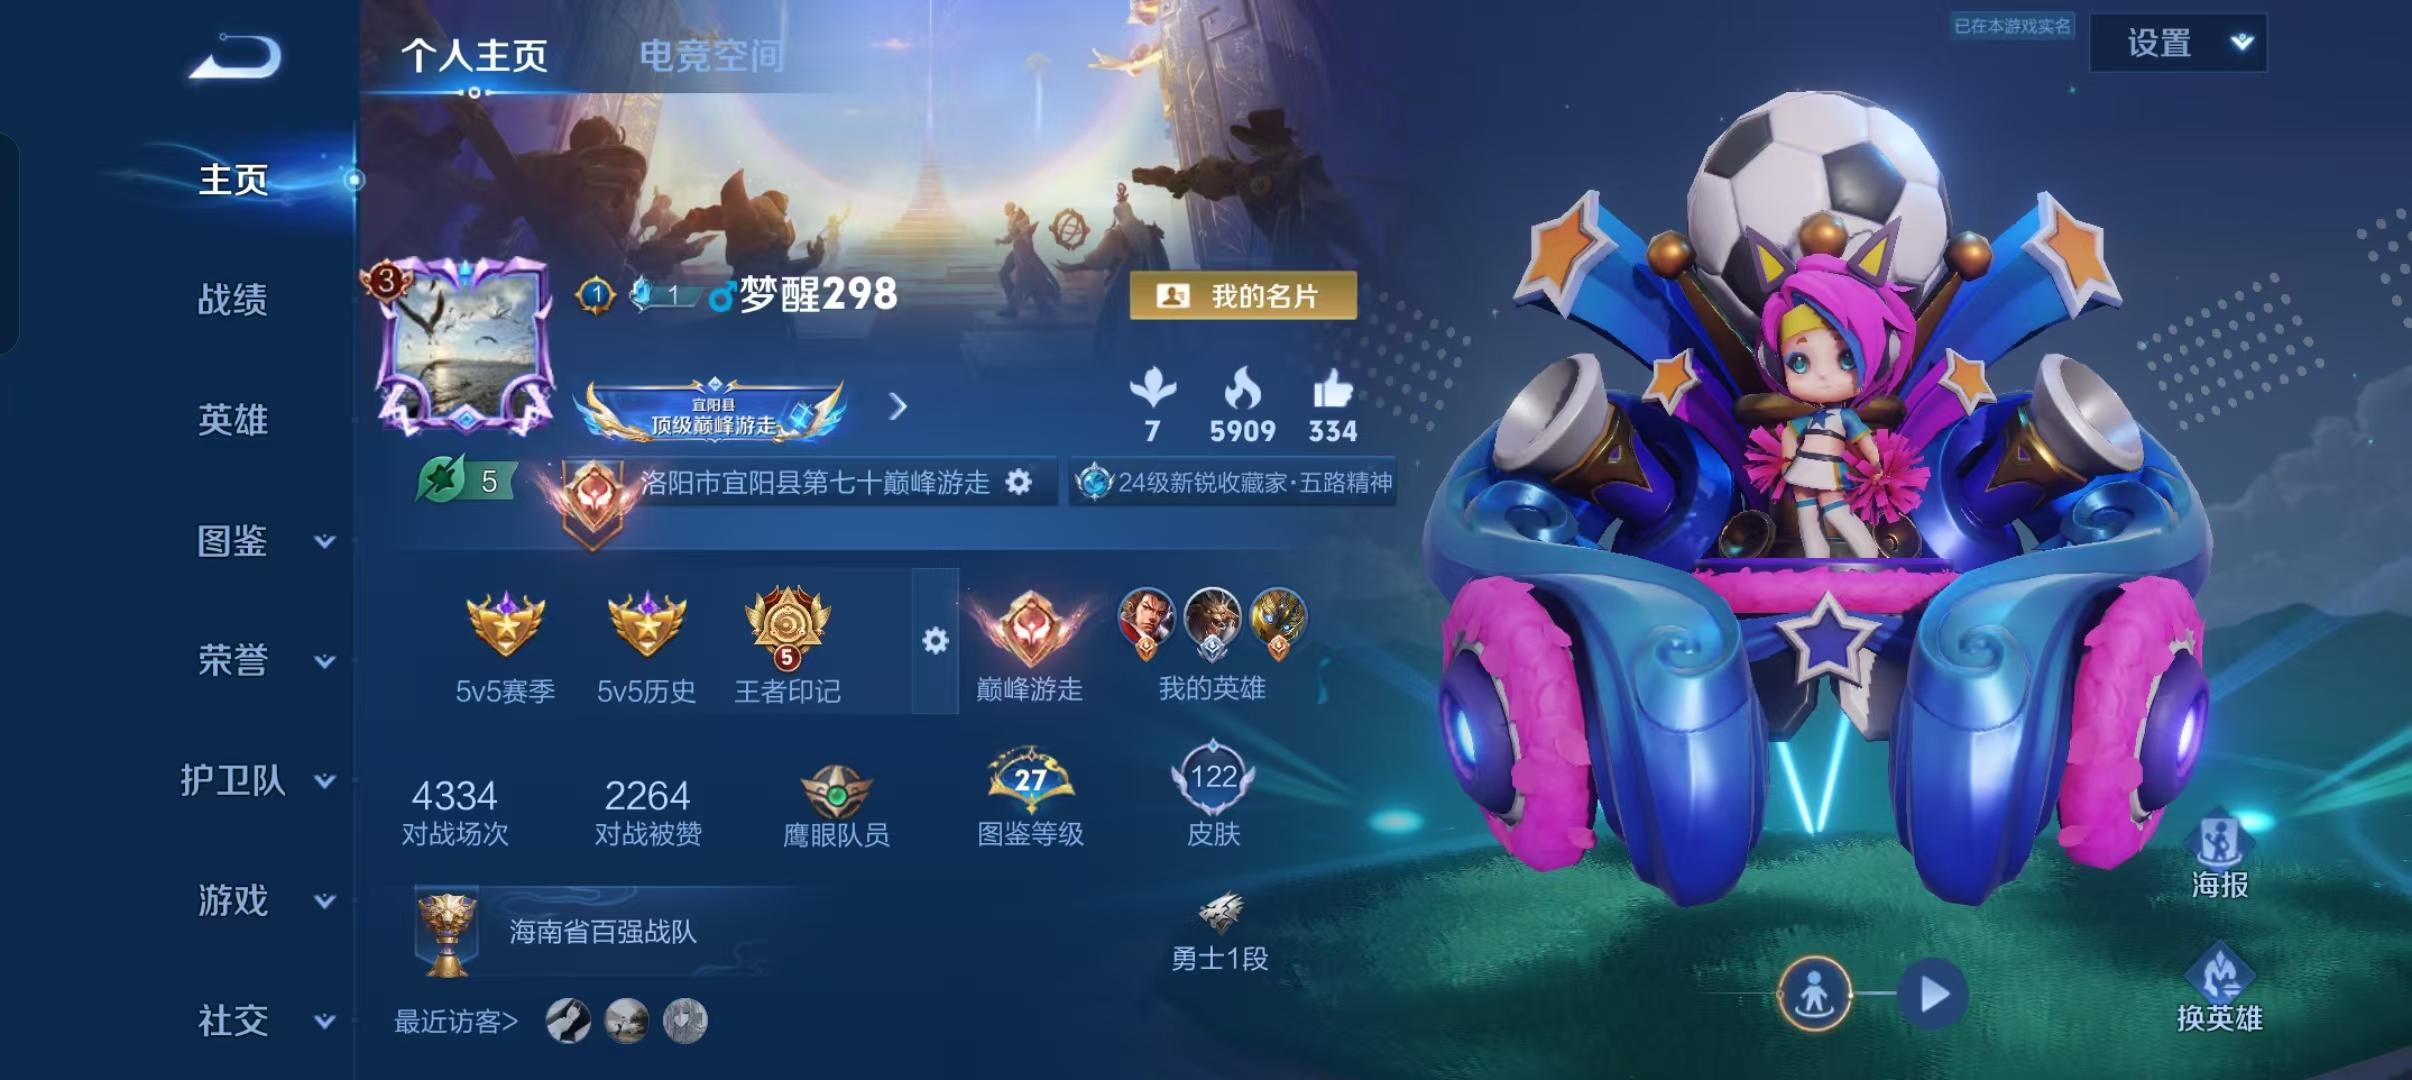 个人主页
电竞空间
已在本游戏实名
设置
主页
战绩
英雄
图鉴
荣誉
护卫队
游戏
社交
3
1
1
梦醒298
我的名片
宜阳县
顶级巅峰游走
7
5909
334
5
洛阳市宜阳县第七十巅峰游走
24级新锐收藏家·五路精神
5v5赛季
5v5历史
5
王者印记
巅峰游走
我的英雄
4334
对战场次
2264
对战被赞
鹰眼队员
27
图鉴等级
122
皮肤
海南省百强战队
勇士1段
最近访客>
海报
换英雄